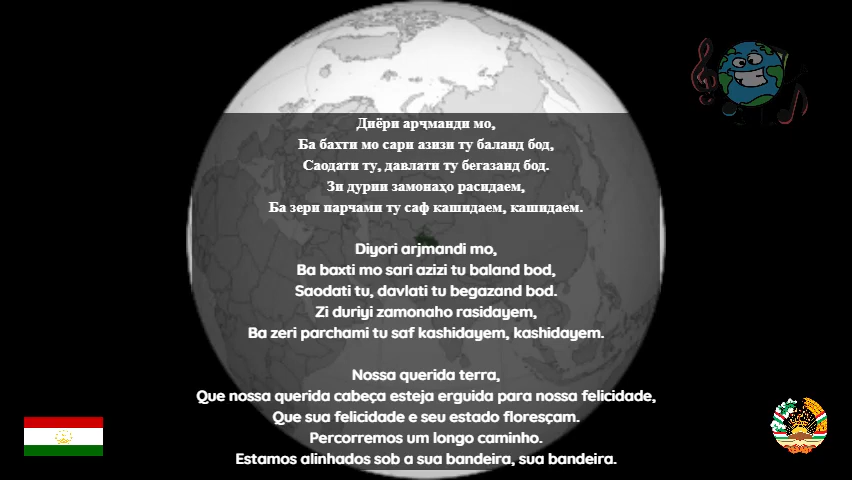 Диёри арҷманди мо,
Ба бахти мо сари азизи ту баланд бод,
Саодати ту, давлати ту бегазанд бод.
Зи дурии замонаҳо расидаем,
Ба зери парчами ту саф кашидаем, кашидаем.
Diyori arjmandi mo,
Ba baxti mo sari azizi tu baland bod,
Saodati tu, davlati tu begazand bod.
Zi duriyi zamonaho rasidayem,
Ba zeri parchami tu saf kashidayem, kashidayem.
Nossa querida terra,
Que nossa querida cabeça esteja erguida para nossa felicidade,
Que sua felicidade e seu estado floresçam.
Percorremos um longo caminho.
Estamos alinhados sob a sua bandeira, sua bandeira.